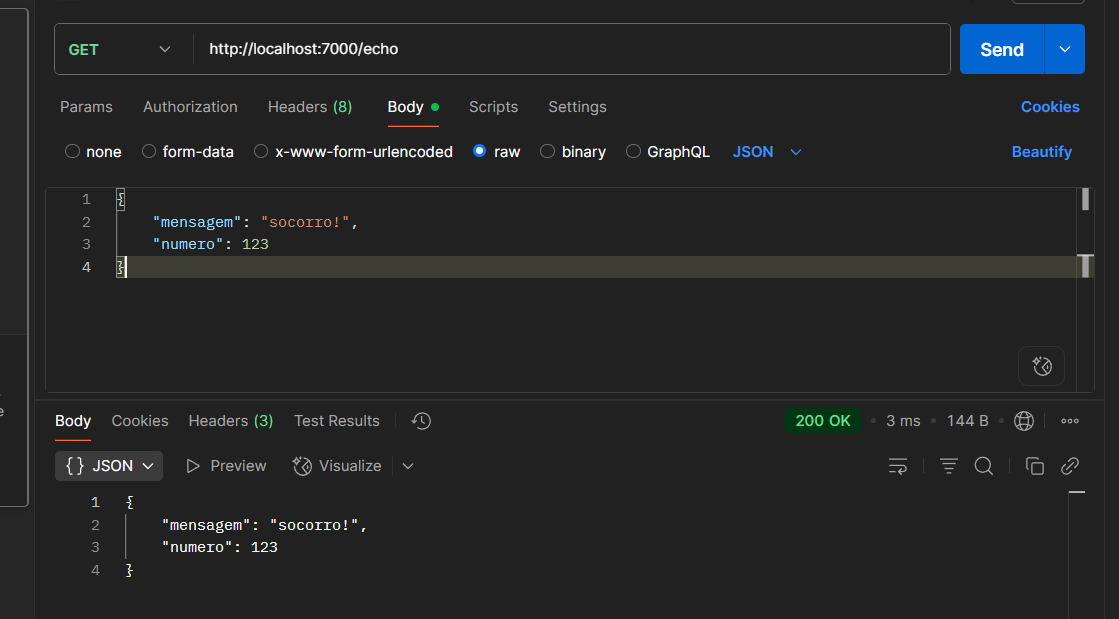 GET http://localhost:7000/echo Send
Params Authorization Headers (8) Body Scripts Settings Cookies
none form-data x-www-form-urlencoded raw binary GraphQL JSON Beautify
1 {
2 "mensagem": "socorro!",
3 "numero": 123
4 }
e
Body Cookies Headers (3) Test Results 200 OK • 3 ms • 144 B •
{} JSON Preview Visualize
1 {
2 "mensagem": "socorro!",
3 "numero": 123
4 }